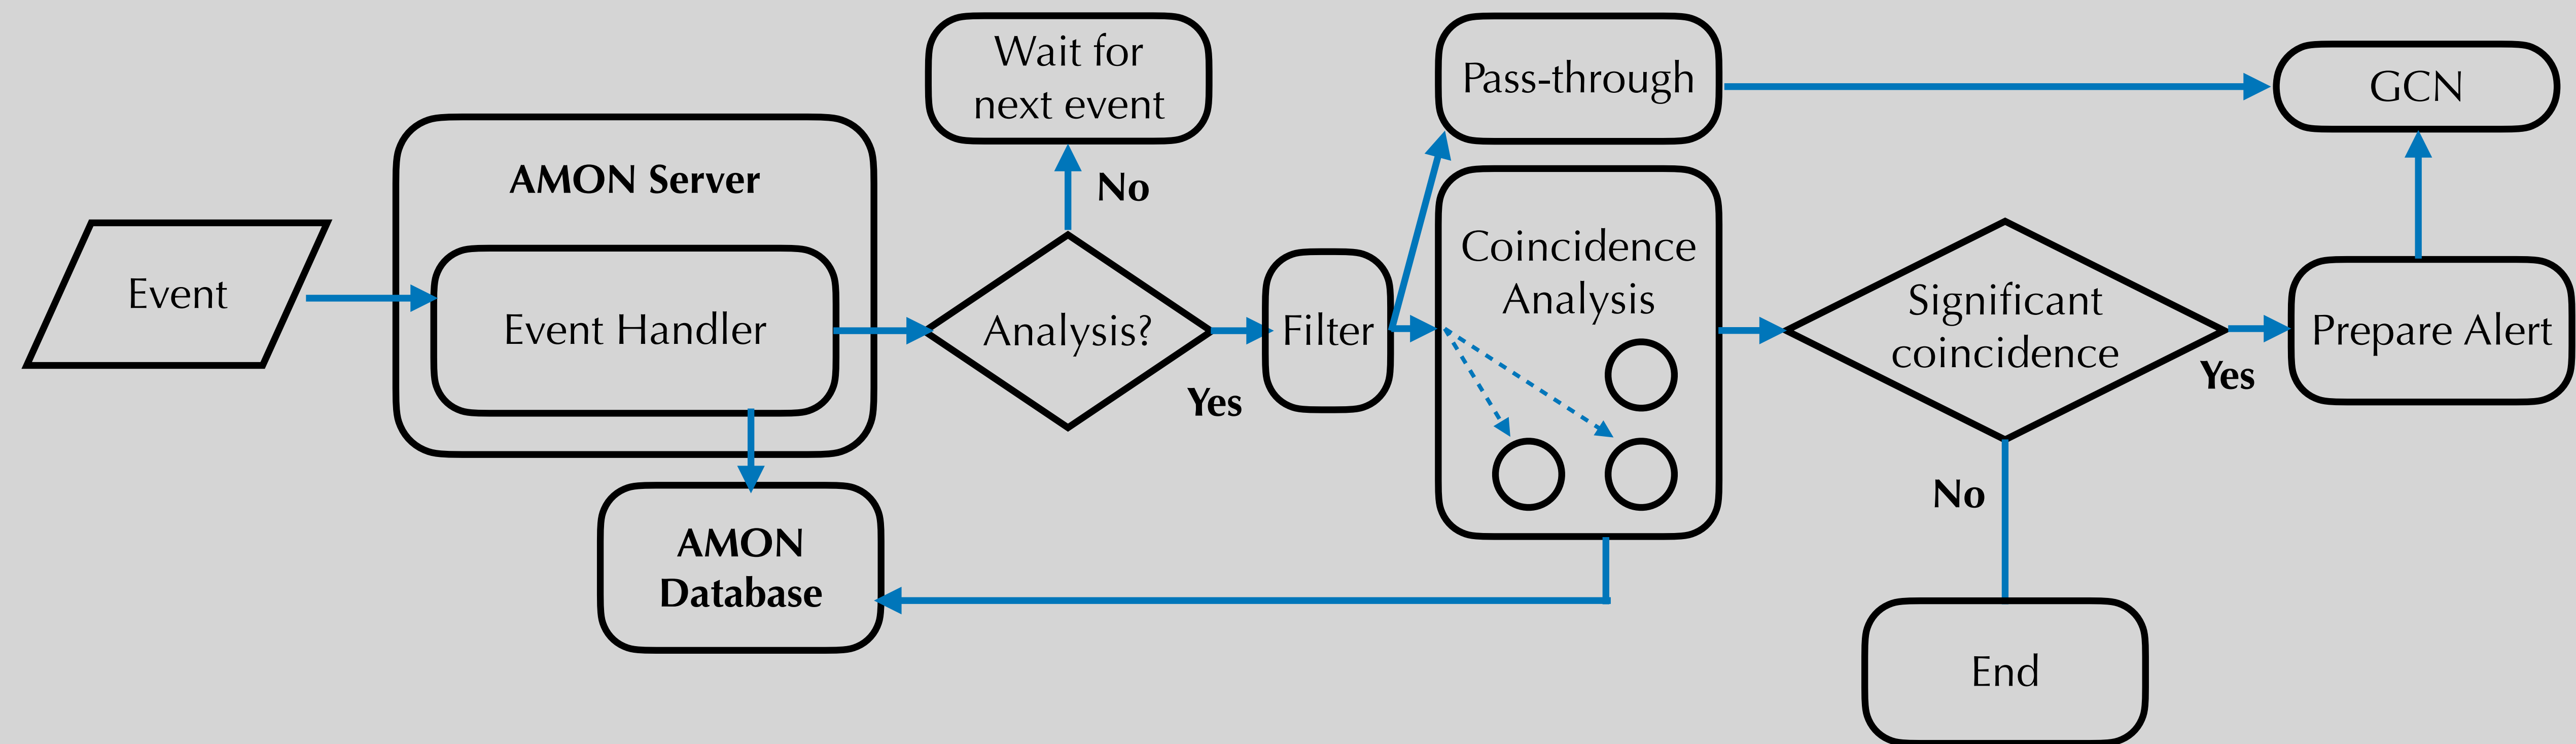 Event
AMON Server
Event Handler
AMON
Database
Wait for
next event
No
Analysis?
Yes
Filter
Pass-through
Coincidence
Analysis
Significant
coincidence
No
End
Yes
Prepare Alert
GCN